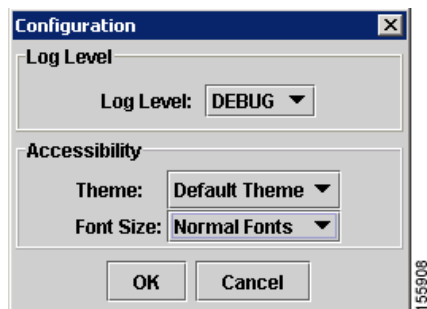 Configuration
Log Level
Log Level: DEBUG
Accessibility
Theme: Default Theme
Font Size: Normal Fonts
OK Cancel
155908